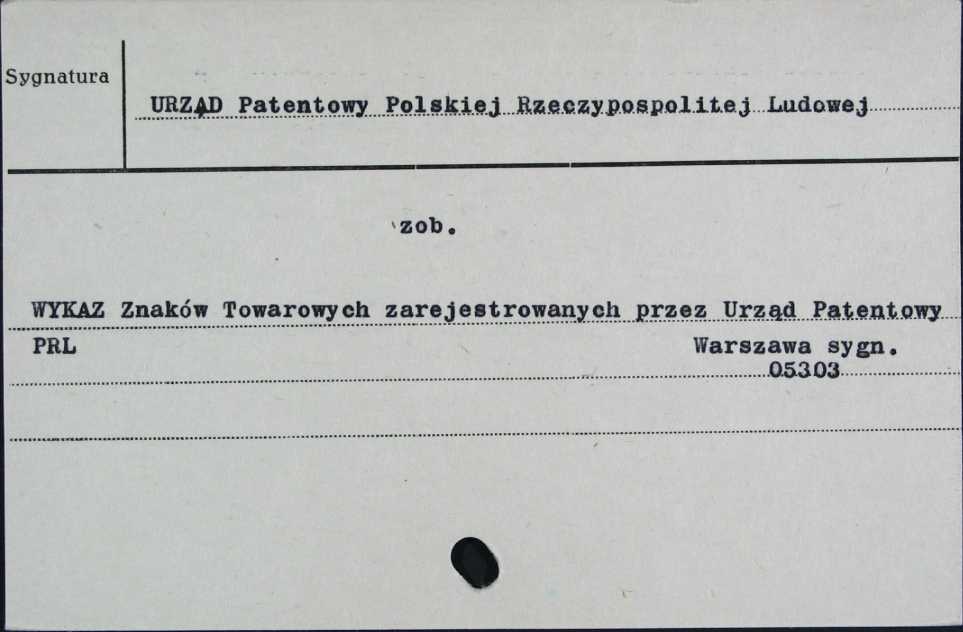 Sygnatura
URZĄD Patentowy Polskiej Rzeczypospolitej Ludowej
zob.
WYKAZ Znaków Towarowych zarejestrowanych przez Urząd Patentowy
PRL Warszawa sygn.
05303